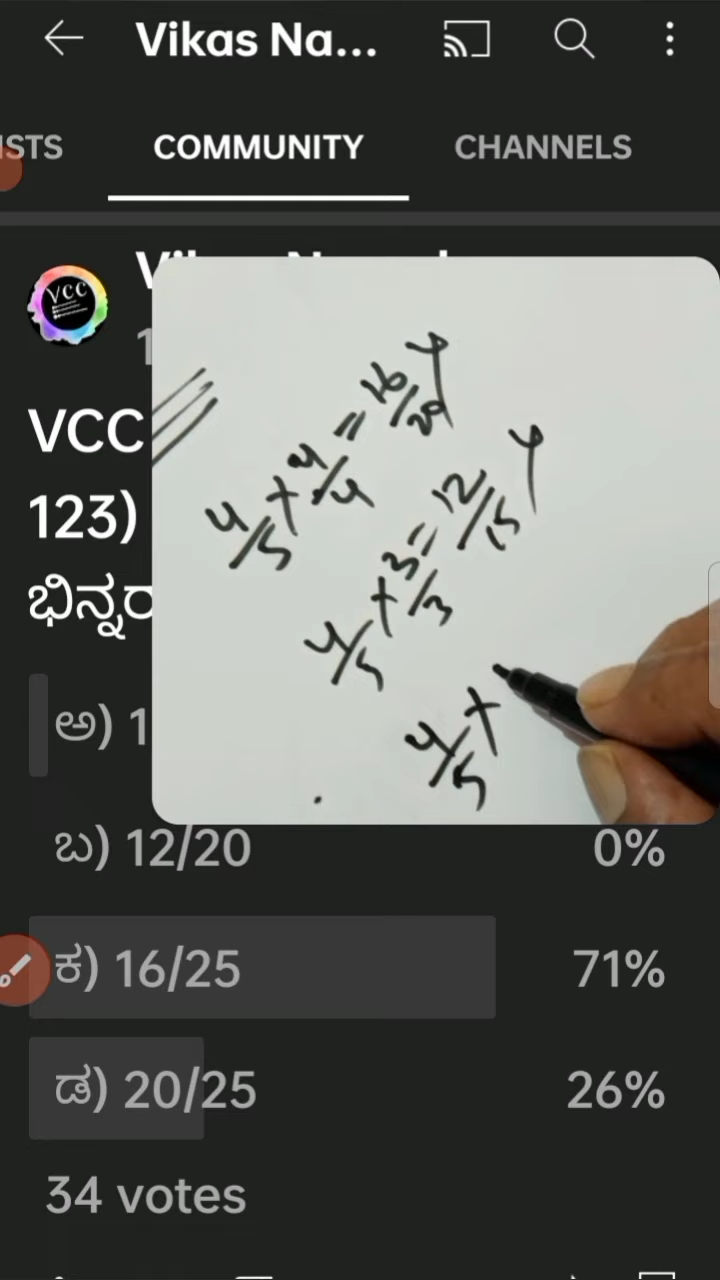 Vikas Na...
COMMUNITY
CHANNELS
VCC
VCC
123)
4/5 x 4/4 = 16/20
4/5 x 3/3 = 12/15
4/5 x
ಅ) 1
ಬ) 12/20 0%
ಕ) 16/25 71%
ಡ) 20/25 26%
34 votes